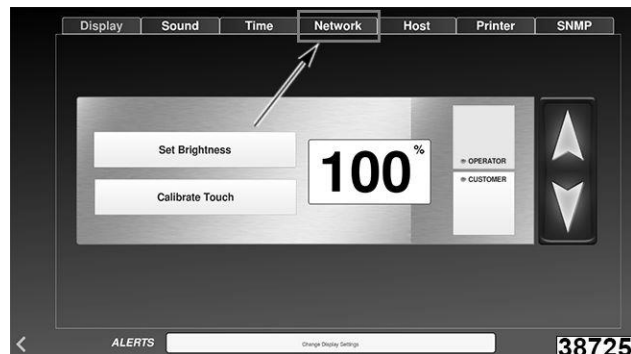 Display Sound Time Network Host Printer SNMP
Set Brightness
100%
OPERATOR
CUSTOMER
Calibrate Touch
ALERTS
Change Display Settings
38725